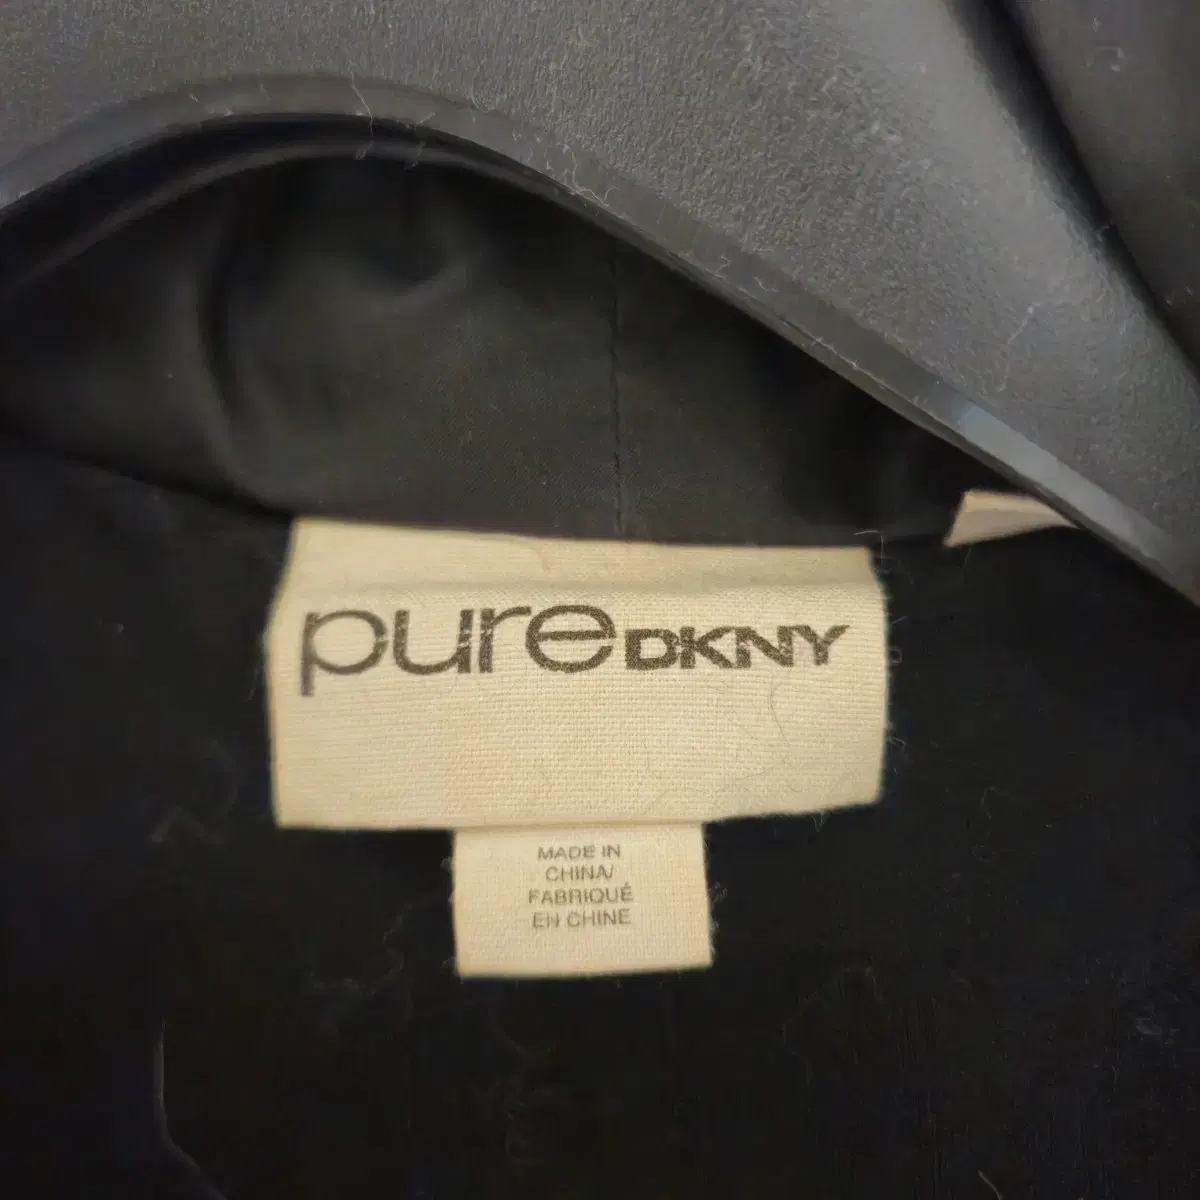 pure DKNY
MADE IN
CHINA/
FABRIQUÉ
EN CHINE